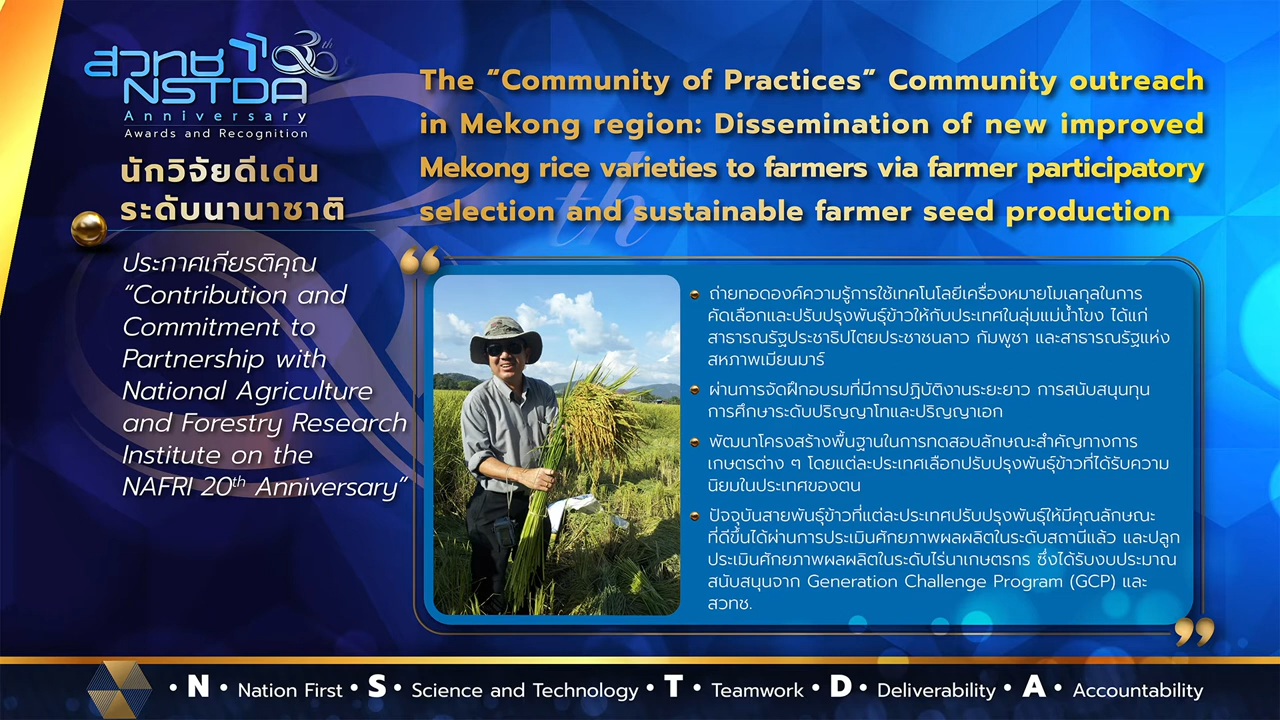 สวทช
30th
NSTDA
Anniversary
Awards and Recognition
นักวิจัยดีเด่น
ระดับนานาชาติ
ประกาศเกียรติคุณ
“Contribution and
Commitment to
Partnership with
National Agriculture
and Forestry Research
Institute on the
NAFRI 20th Anniversary”
The “Community of Practices” Community outreach
in Mekong region: Dissemination of new improved
Mekong rice varieties to farmers via farmer participatory
selection and sustainable farmer seed production
th
ถ่ายทอดองค์ความรู้การใช้เทคโนโลยีเครื่องหมายโมเลกุลในการ
คัดเลือกและปรับปรุงพันธุ์ข้าวให้กับประเทศในลุ่มแม่น้ำโขง ได้แก่
สาธารณรัฐประชาธิปไตยประชาชนลาว กัมพูชา และสาธารณรัฐแห่ง
สหภาพเมียนมาร์
ผ่านการจัดฝึกอบรมที่มีการปฏิบัติงานระยะยาว การสนับสนุนทุน
การศึกษาระดับปริญญาโทและปริญญาเอก
พัฒนาโครงสร้างพื้นฐานในการทดสอบลักษณะสำคัญทางการ
เกษตรต่าง ๆ โดยแต่ละประเทศเลือกปรับปรุงพันธุ์ข้าวที่ได้รับความ
นิยมในประเทศของตน
ปัจจุบันสายพันธุ์ข้าวที่แต่ละประเทศปรับปรุงพันธุ์ให้มีคุณลักษณะ
ที่ดีขึ้นได้ผ่านการประเมินศักยภาพผลผลิตในระดับสถานีแล้ว และปลูก
ประเมินศักยภาพผลผลิตในระดับไร่นาเกษตรกร ซึ่งได้รับงบประมาณ
สนับสนุนจาก Generation Challenge Program (GCP) และ
สวทช.
• N • Nation First • S • Science and Technology • T • Teamwork • D • Deliverability • A • Accountability